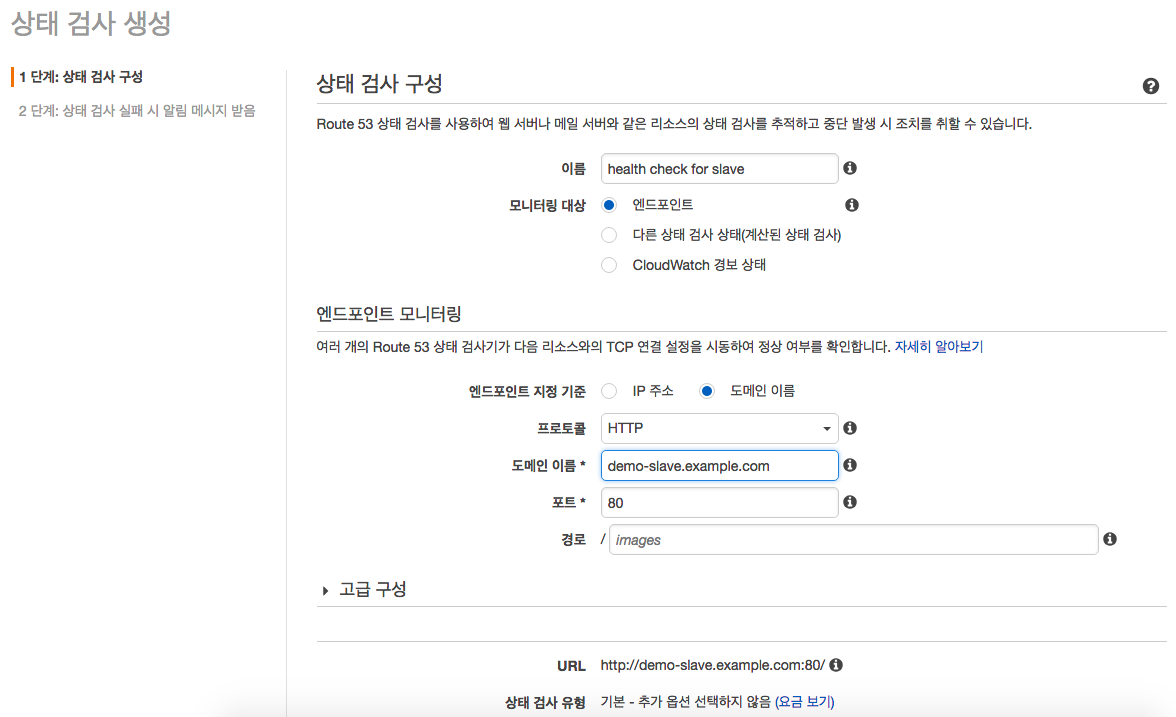 상태 검사 생성
1 단계: 상태 검사 구성
2 단계: 상태 검사 실패 시 알림 메시지 받음
상태 검사 구성
Route 53 상태 검사를 사용하여 웹 서버나 메일 서버와 같은 리소스의 상태 검사를 추적하고 중단 발생 시 조치를 취할 수 있습니다.
이름 health check for slave
모니터링 대상 엔드포인트
다른 상태 검사 상태(계산된 상태 검사)
CloudWatch 경보 상태
엔드포인트 모니터링
여러 개의 Route 53 상태 검사기가 다음 리소스와의 TCP 연결 설정을 시동하여 정상 여부를 확인합니다. 자세히 알아보기
엔드포인트 지정 기준 IP 주소 도메인 이름
프로토콜 HTTP
도메인 이름 * demo-slave.example.com
포트 * 80
경로 / images
고급 구성
URL http://demo-slave.example.com:80/
상태 검사 유형 기본 - 추가 옵션 선택하지 않음 (요금 보기)